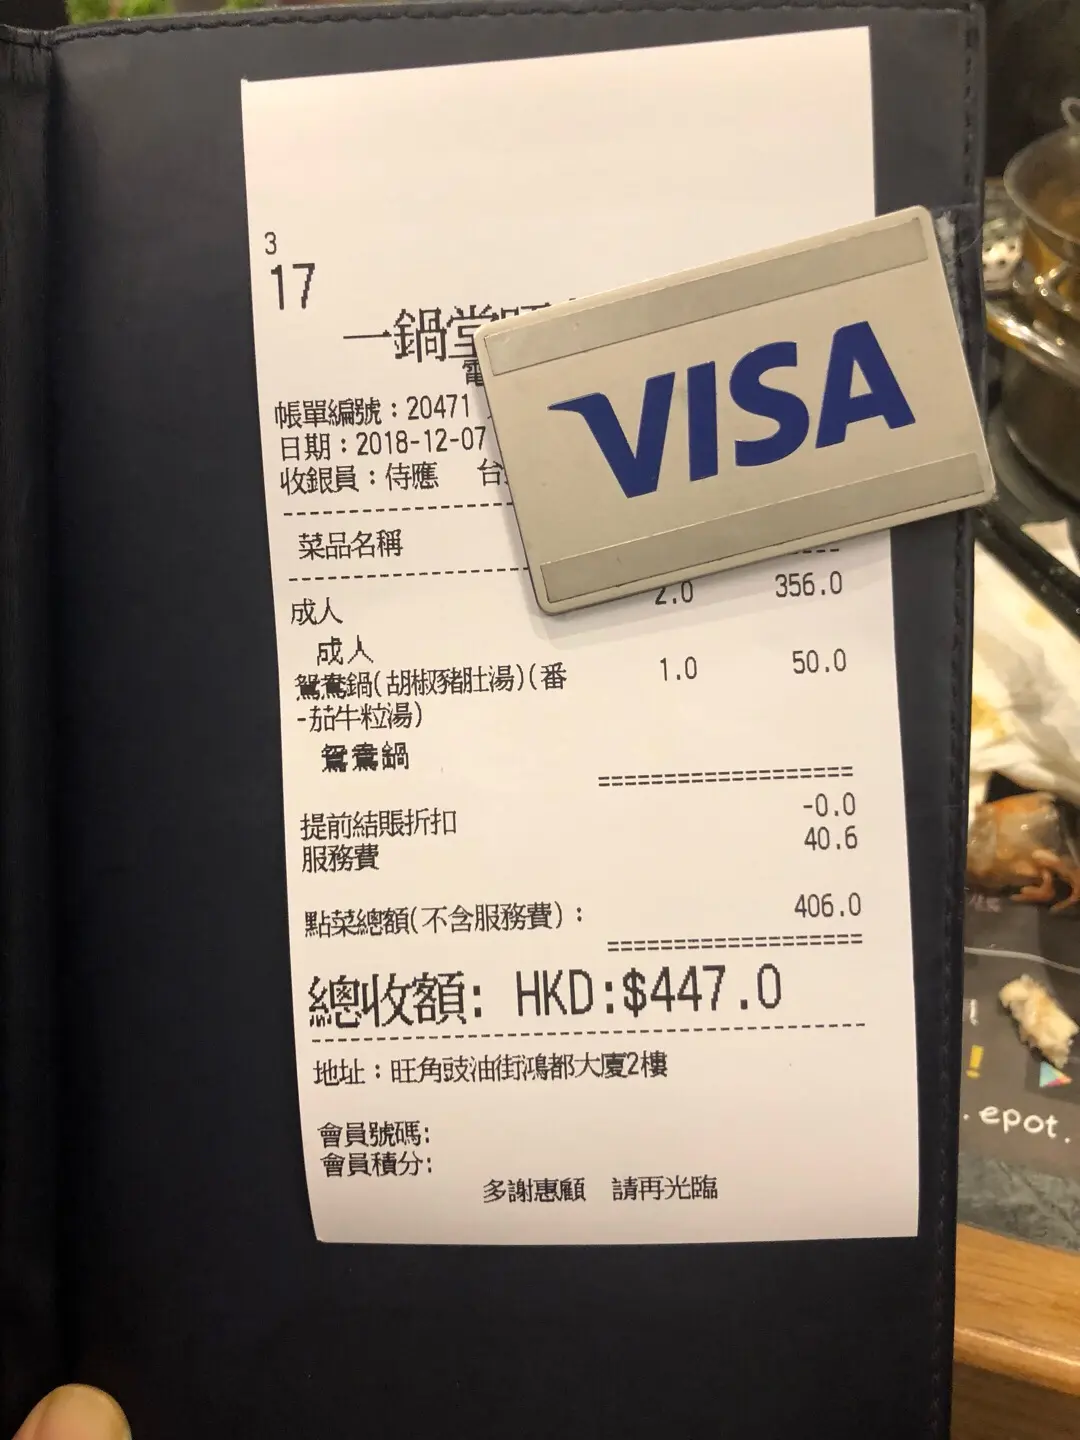 3
17
一鍋堂
電
帳單編號：20471
日期：2018-12-07
收銀員：侍應 台
VISA
菜品名稱
成人 2.0 356.0
成人
鴛鴦鍋(胡椒豬肚湯)(番 1.0 50.0
-茄牛粒湯)
鴛鴦鍋
提前結賬折扣 -0.0
服務費 40.6
點菜總額(不含服務費)： 406.0
總收額: HKD:$447.0
地址：旺角豉油街鴻都大廈2樓
會員號碼:
會員積分:
多謝惠顧 請再光臨
epot.